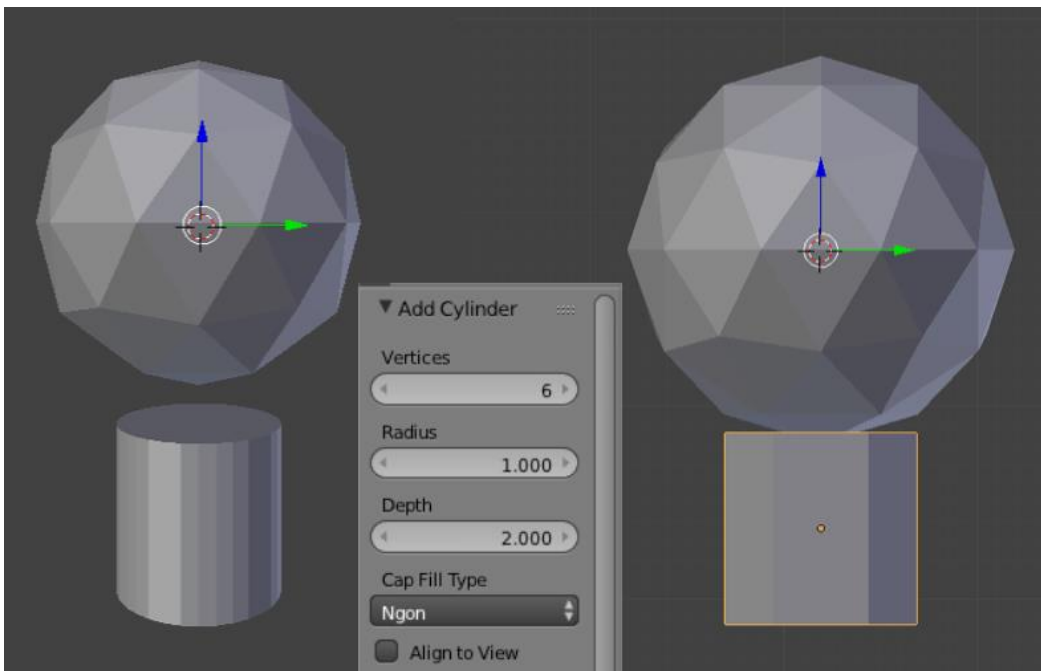 Add Cylinder
Vertices
6
Radius
1.000
Depth
2.000
Cap Fill Type
Ngon
Align to View